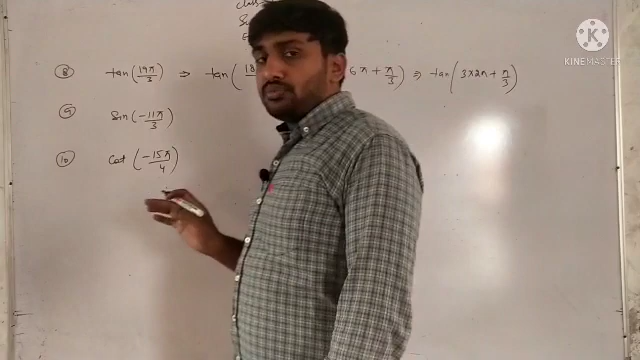 Class
KINEMASTER
⑧ tan(19π/3) ⇒ tan(18 6π + π/3) ⇒ tan(3×2π + π/3)
⑨ Sin(-11π/3)
⑩ Cot(-15π/4)